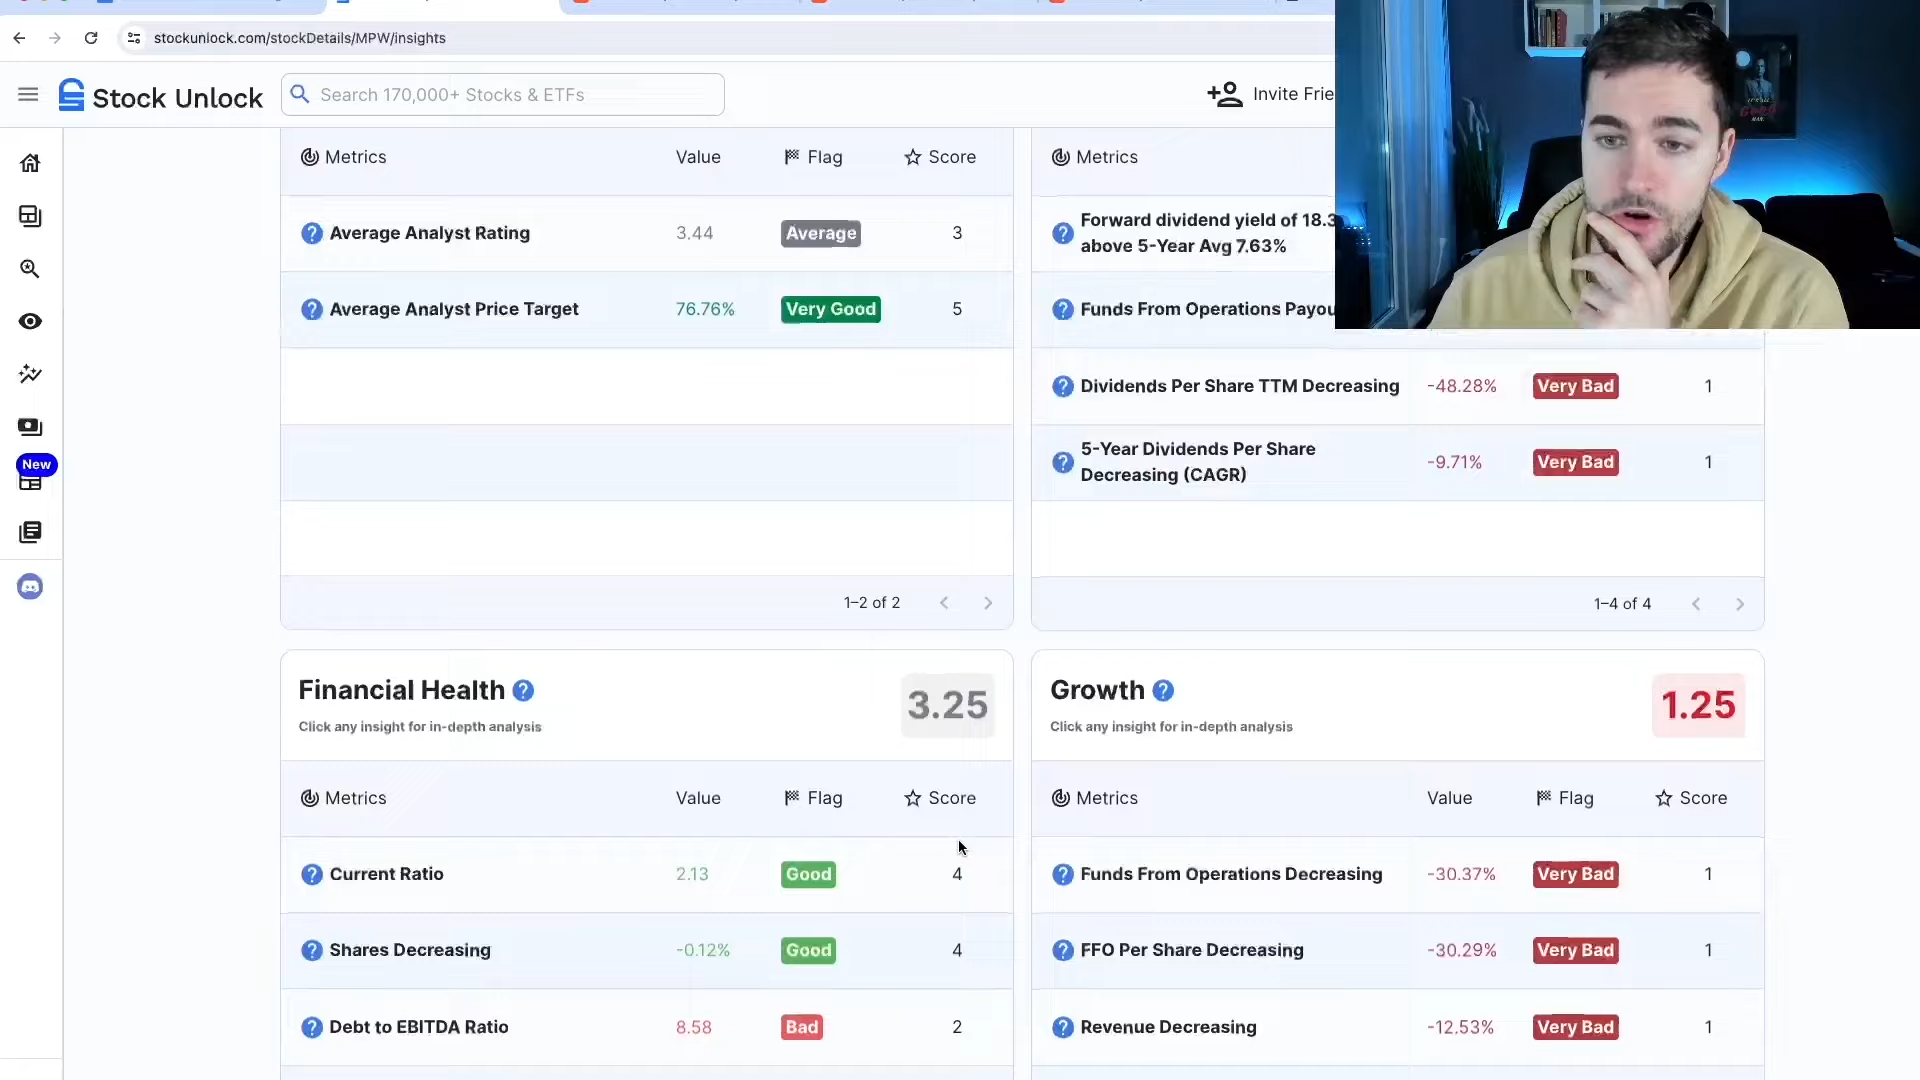 stockunlock.com/stockDetails/MPW/insights
Stock Unlock
Search 170,000+ Stocks & ETFs
Invite Frie
New
Metrics Value Flag Score
Average Analyst Rating 3.44 Average 3
Average Analyst Price Target 76.76% Very Good 5
1–2 of 2
Metrics
Forward dividend yield of 18.3
above 5-Year Avg 7.63%
Funds From Operations Payou
Dividends Per Share TTM Decreasing -48.28% Very Bad 1
5-Year Dividends Per Share
Decreasing (CAGR) -9.71% Very Bad 1
1–4 of 4
Financial Health 3.25
Click any insight for in-depth analysis
Metrics Value Flag Score
Current Ratio 2.13 Good 4
Shares Decreasing -0.12% Good 4
Debt to EBITDA Ratio 8.58 Bad 2
Growth 1.25
Click any insight for in-depth analysis
Metrics Value Flag Score
Funds From Operations Decreasing -30.37% Very Bad 1
FFO Per Share Decreasing -30.29% Very Bad 1
Revenue Decreasing -12.53% Very Bad 1